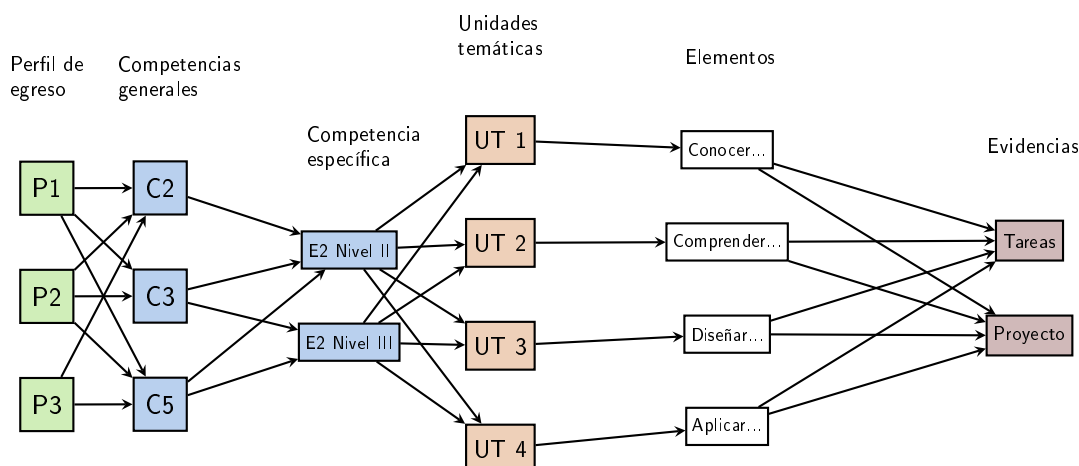 Perfil de
egreso
Competencias
generales
Competencia
específica
Unidades
temáticas
Elementos
Evidencias
P1
P2
P3
C2
C3
C5
E2 Nivel II
E2 Nivel III
UT 1
UT 2
UT 3
UT 4
Conocer...
Comprender...
Diseñar...
Aplicar...
Tareas
Proyecto